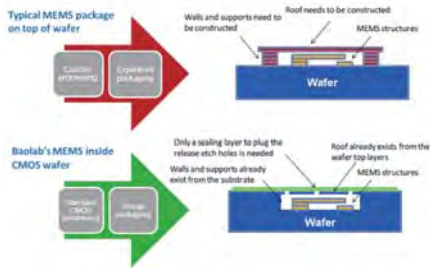 Typical MEMS package
on top of wafer
Custom
processing
Expensive
packaging
Walls and supports need to
be constructed
Roof needs to be constructed
MEMS structures
Wafer
Baolab's MEMS inside
CMOS wafer
Standard
CMOS
processing
packaging
Only a sealing layer to plug the
release etch holes is needed
Walls and supports already
exist from the substrate
Roof already exists from the
wafer top layers
MEMS structures
Wafer